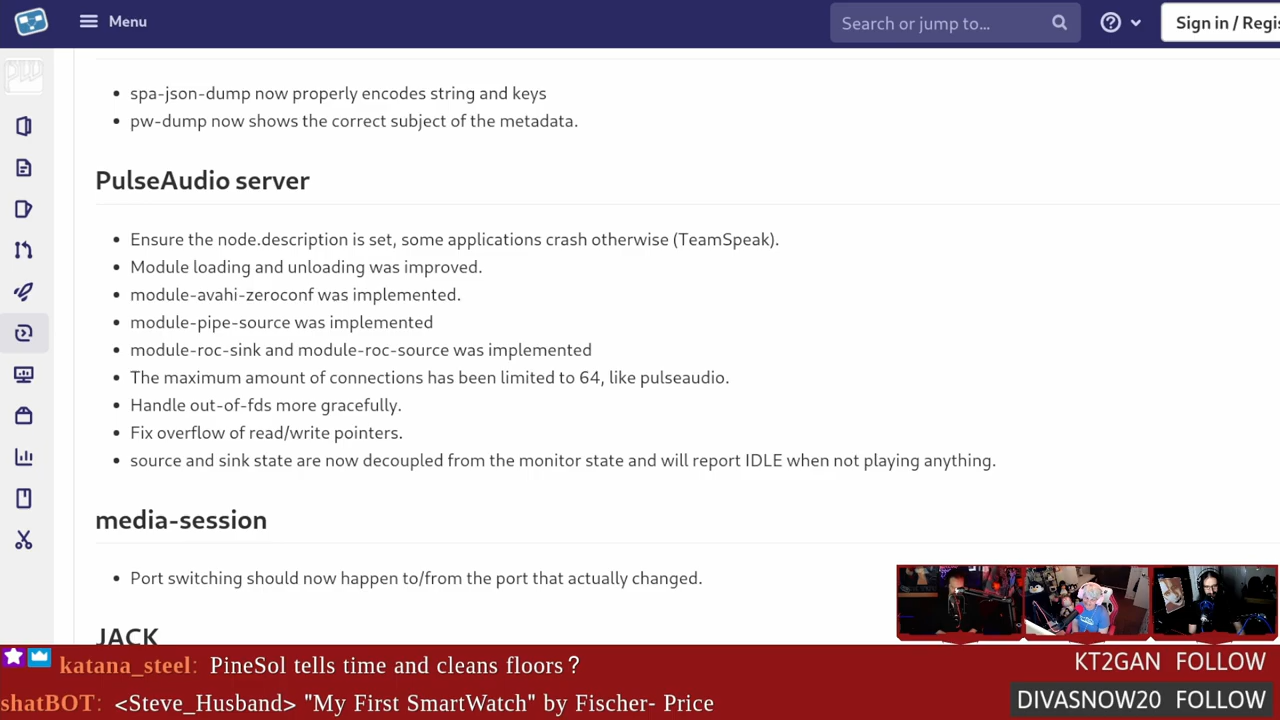 Menu
Search or jump to...
Sign in / Regis
spa-json-dump now properly encodes string and keys
pw-dump now shows the correct subject of the metadata.
PulseAudio server
Ensure the node.description is set, some applications crash otherwise (TeamSpeak).
Module loading and unloading was improved.
module-avahi-zeroconf was implemented.
module-pipe-source was implemented
module-roc-sink and module-roc-source was implemented
The maximum amount of connections has been limited to 64, like pulseaudio.
Handle out-of-fds more gracefully.
Fix overflow of read/write pointers.
source and sink state are now decoupled from the monitor state and will report IDLE when not playing anything.
media-session
Port switching should now happen to/from the port that actually changed.
JACK
katana_steel: PineSol tells time and cleans floors?
KT2GAN FOLLOW
shatBOT: <Steve_Husband> "My First SmartWatch" by Fischer- Price
DIVASNOW20 FOLLOW